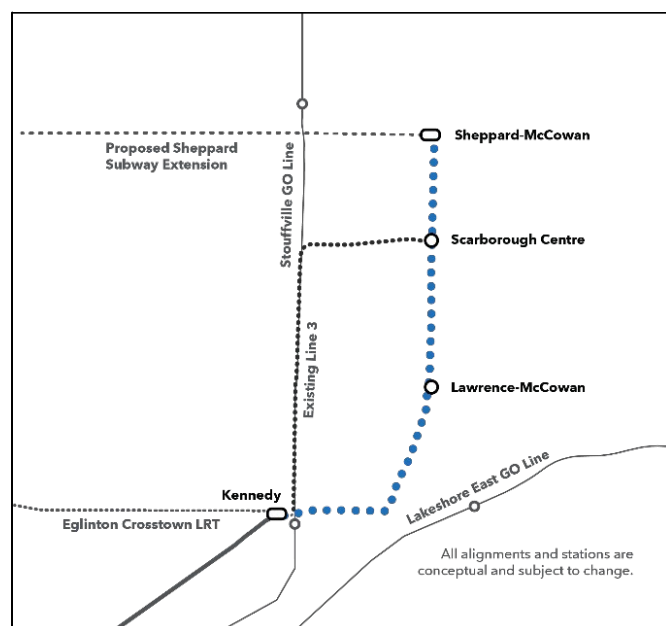 Sheppard-McCowan
Proposed Sheppard
Subway Extension
Stouffville GO Line
Scarborough Centre
Existing Line 3
Lawrence-McCowan
Kennedy
Lakeshore East GO Line
Eglinton Crosstown LRT
All alignments and stations are
conceptual and subject to change.